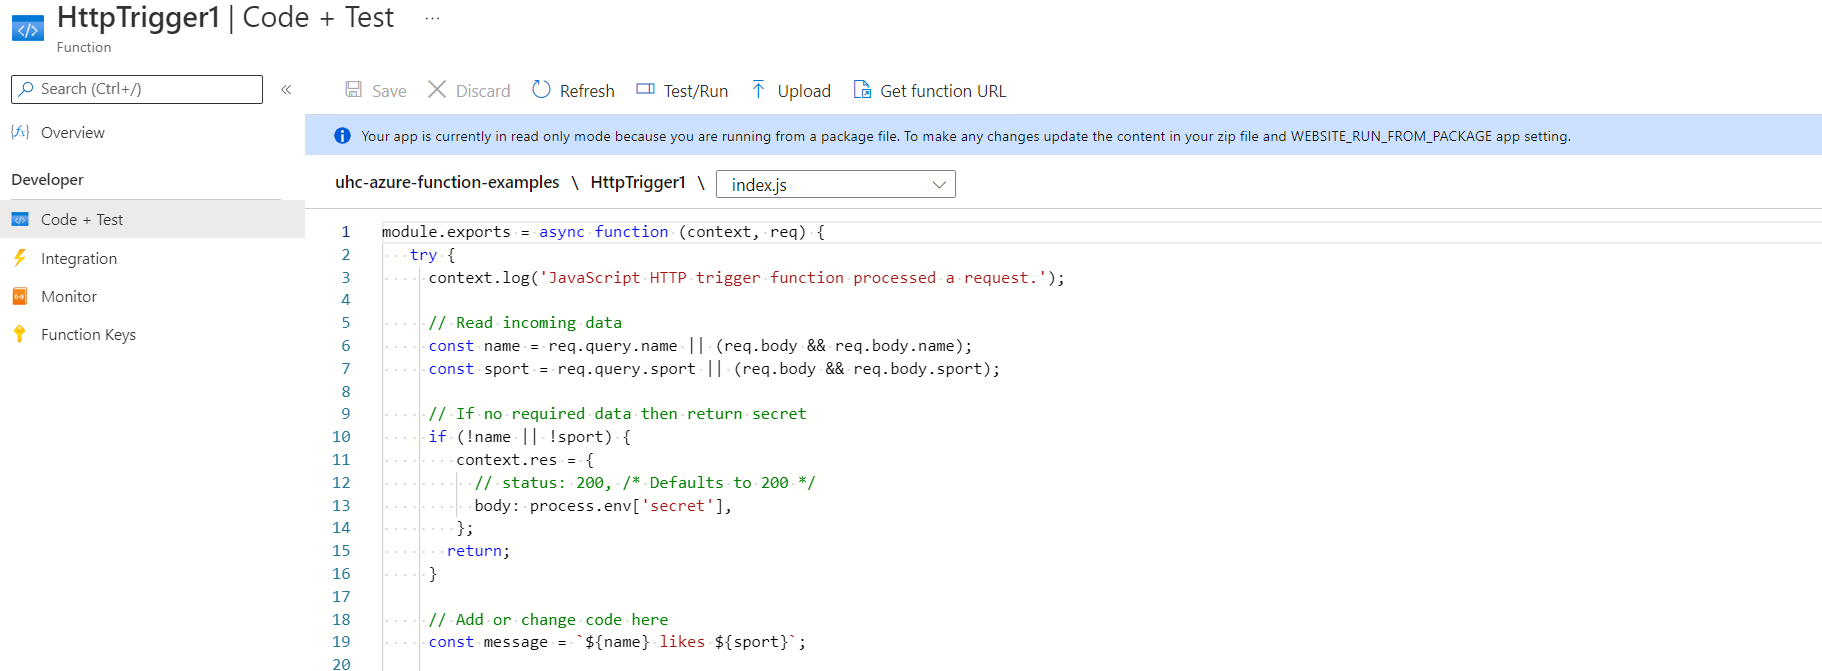 HttpTrigger1 | Code + Test ...
Function
Search (Ctrl+/) «
Save Discard Refresh Test/Run Upload Get function URL
Overview
Developer
Code + Test
Integration
Monitor
Function Keys
Your app is currently in read only mode because you are running from a package file. To make any changes update the content in your zip file and WEBSITE_RUN_FROM_PACKAGE app setting.
uhc-azure-function-examples \ HttpTrigger1 \ index.js
1 module.exports = async function (context, req) {
2 try {
3 context.log('JavaScript HTTP trigger function processed a request.');
4
5 // Read incoming data
6 const name = req.query.name || (req.body && req.body.name);
7 const sport = req.query.sport || (req.body && req.body.sport);
8
9 // If no required data then return secret
10 if (!name || !sport) {
11 context.res = {
12 // status: 200, /* Defaults to 200 */
13 body: process.env['secret'],
14 };
15 return;
16 }
17
18 // Add or change code here
19 const message = `${name} likes ${sport}`;
20